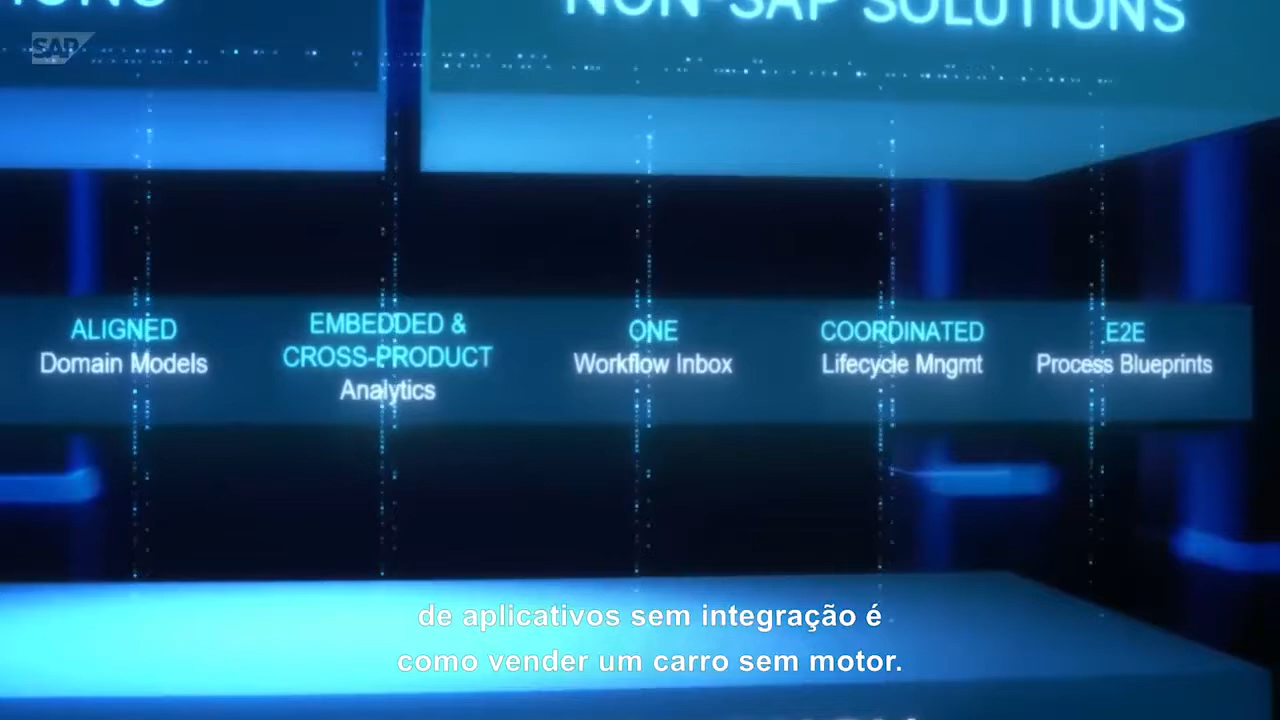 NON-SAP SOLUTIONS
SAP
ALIGNED
Domain Models
EMBEDDED &
CROSS-PRODUCT
Analytics
ONE
Workflow Inbox
COORDINATED
Lifecycle Mngmt
E2E
Process Blueprints
de aplicativos sem integração é
como vender um carro sem motor.